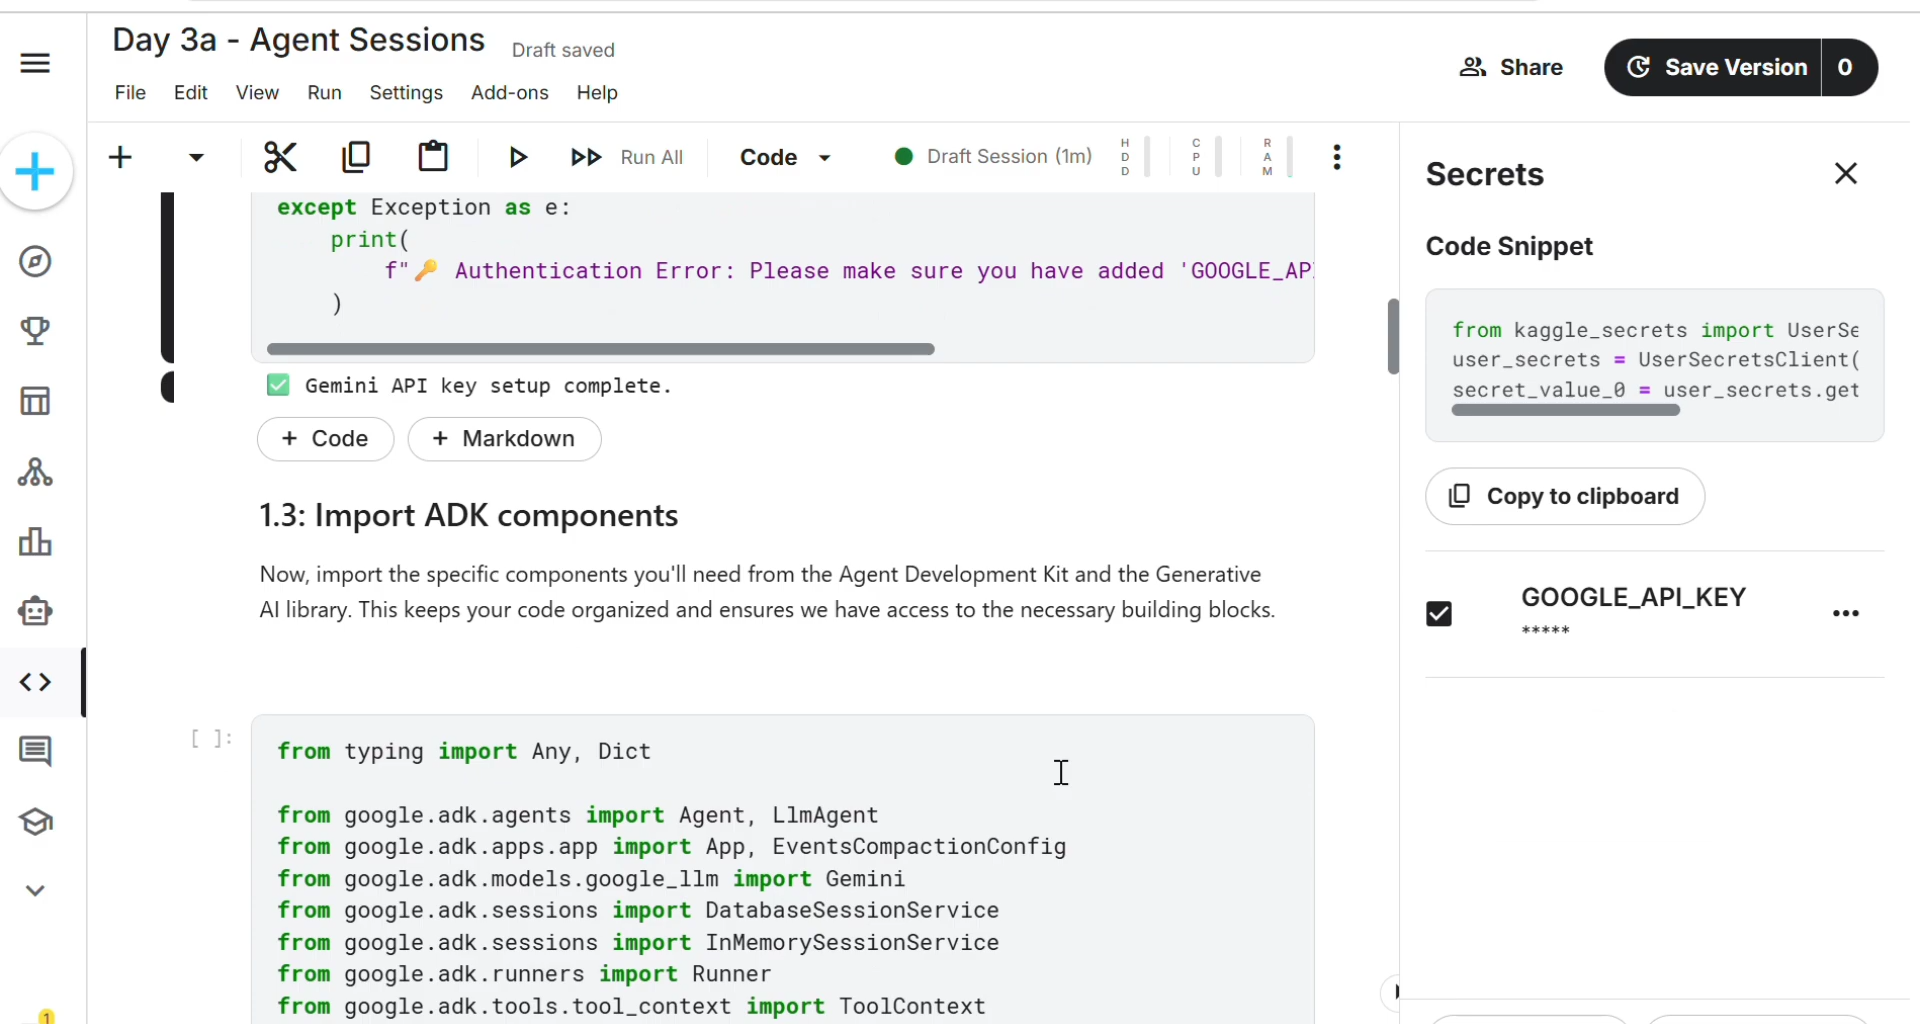 Day 3a - Agent Sessions
Draft saved
File Edit View Run Settings Add-ons Help
Share
Save Version 0
Run All
Code
Draft Session (1m)
HDD
CPU
RAM
except Exception as e:
print(
f"🔑 Authentication Error: Please make sure you have added 'GOOGLE_AP
)
✅ Gemini API key setup complete.
+ Code
+ Markdown
1.3: Import ADK components
Now, import the specific components you'll need from the Agent Development Kit and the Generative
AI library. This keeps your code organized and ensures we have access to the necessary building blocks.
[ ]:
from typing import Any, Dict
from google.adk.agents import Agent, LlmAgent
from google.adk.apps.app import App, EventsCompactionConfig
from google.adk.models.google_llm import Gemini
from google.adk.sessions import DatabaseSessionService
from google.adk.sessions import InMemorySessionService
from google.adk.runners import Runner
from google.adk.tools.tool_context import ToolContext
Secrets
Code Snippet
from kaggle_secrets import UserSe
user_secrets = UserSecretsClient(
secret_value_0 = user_secrets.get
Copy to clipboard
GOOGLE_API_KEY
*****
1